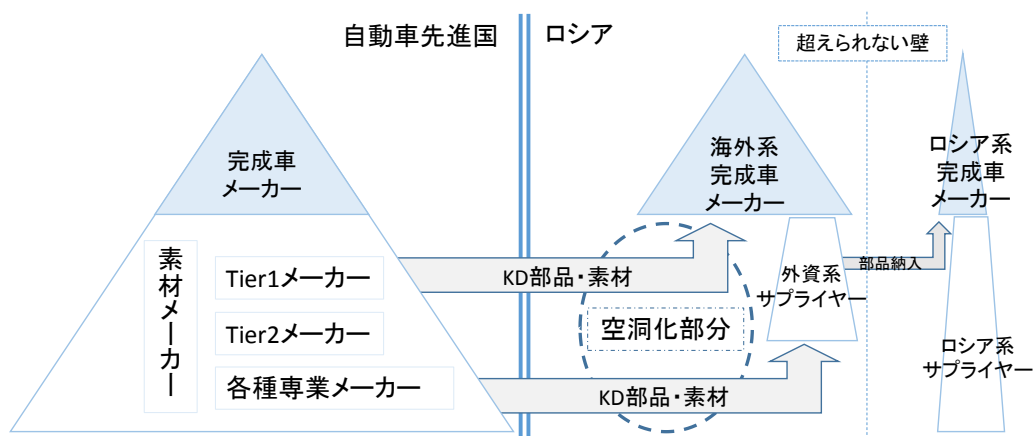 自動車先進国
ロシア
超えられない壁
完成車
メーカー
海外系
完成車
メーカー
ロシア系
完成車
メーカー
素材メーカー
Tier1メーカー
Tier2メーカー
各種専業メーカー
KD部品・素材
空洞化部分
KD部品・素材
外資系
サプライヤー
部品納入
ロシア系
サプライヤー